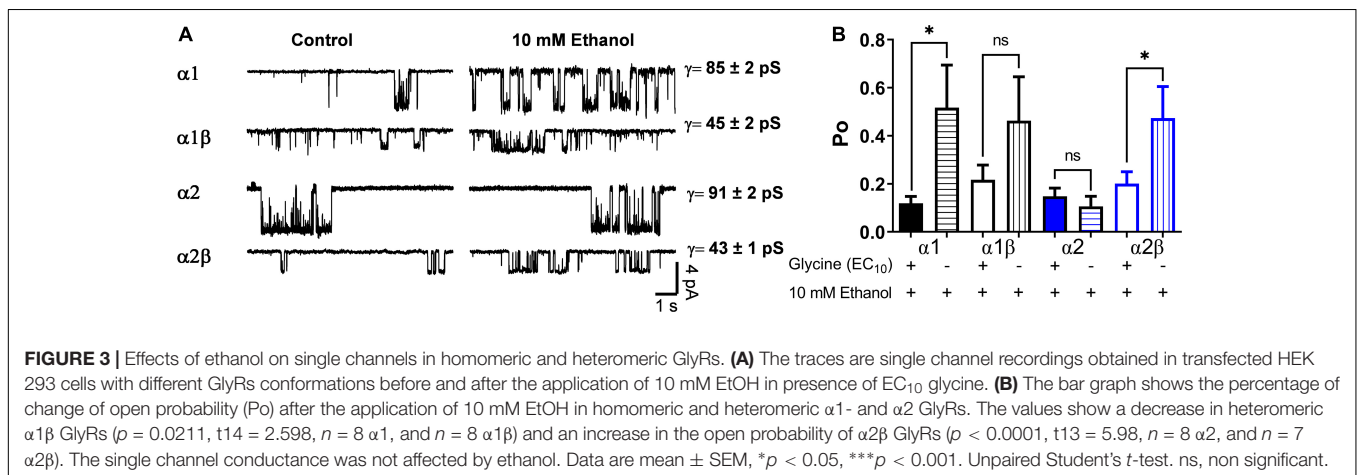 A
Control
10 mM Ethanol
α1
γ= 85 ± 2 pS
α1β
γ= 45 ± 2 pS
α2
γ= 91 ± 2 pS
α2β
γ= 43 ± 1 pS
4 pA
1 s
B
Po
0.8
0.6
0.4
0.2
0.0
*
ns
ns
*
α1 α1β α2 α2β
Glycine (EC10) + - + - + - + -
10 mM Ethanol + + + + + + + +
FIGURE 3 | Effects of ethanol on single channels in homomeric and heteromeric GlyRs. (A) The traces are single channel recordings obtained in transfected HEK
293 cells with different GlyRs conformations before and after the application of 10 mM EtOH in presence of EC10 glycine. (B) The bar graph shows the percentage of
change of open probability (Po) after the application of 10 mM EtOH in homomeric and heteromeric α1- and α2 GlyRs. The values show a decrease in heteromeric
α1β GlyRs (p = 0.0211, t14 = 2.598, n = 8 α1, and n = 8 α1β) and an increase in the open probability of α2β GlyRs (p < 0.0001, t13 = 5.98, n = 8 α2, and n = 7
α2β). The single channel conductance was not affected by ethanol. Data are mean ± SEM, *p < 0.05, ***p < 0.001. Unpaired Student's t-test. ns, non significant.